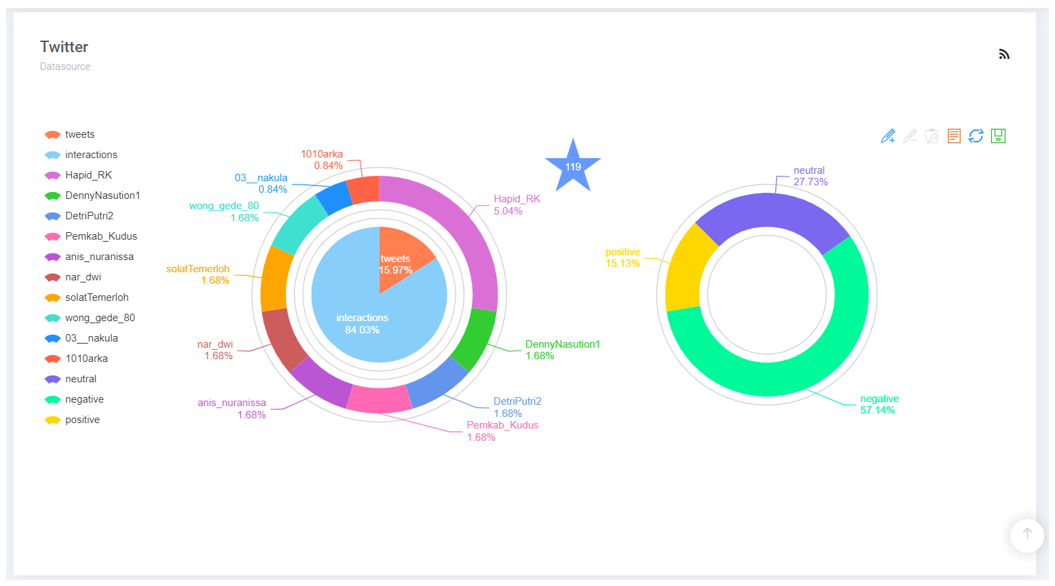 Twitter
Datasource
tweets
interactions
Hapid_RK
DennyNasution1
DetriPutri2
Pemkab_Kudus
anis_nuranissa
nar_dwi
solatTemerloh
wong_gede_80
03__nakula
1010arka
neutral
negative
positive
1010arka
0.84%
03__nakula
0.84%
wong_gede_80
1.68%
solatTemerloh
1.68%
nar_dwi
1.68%
anis_nuranissa
1.68%
Hapid_RK
5.04%
DennyNasution1
1.68%
DetriPutri2
1.68%
Pemkab_Kudus
1.68%
tweets
15.97%
interactions
84.03%
119
neutral
27.73%
positive
15.13%
negative
57.14%